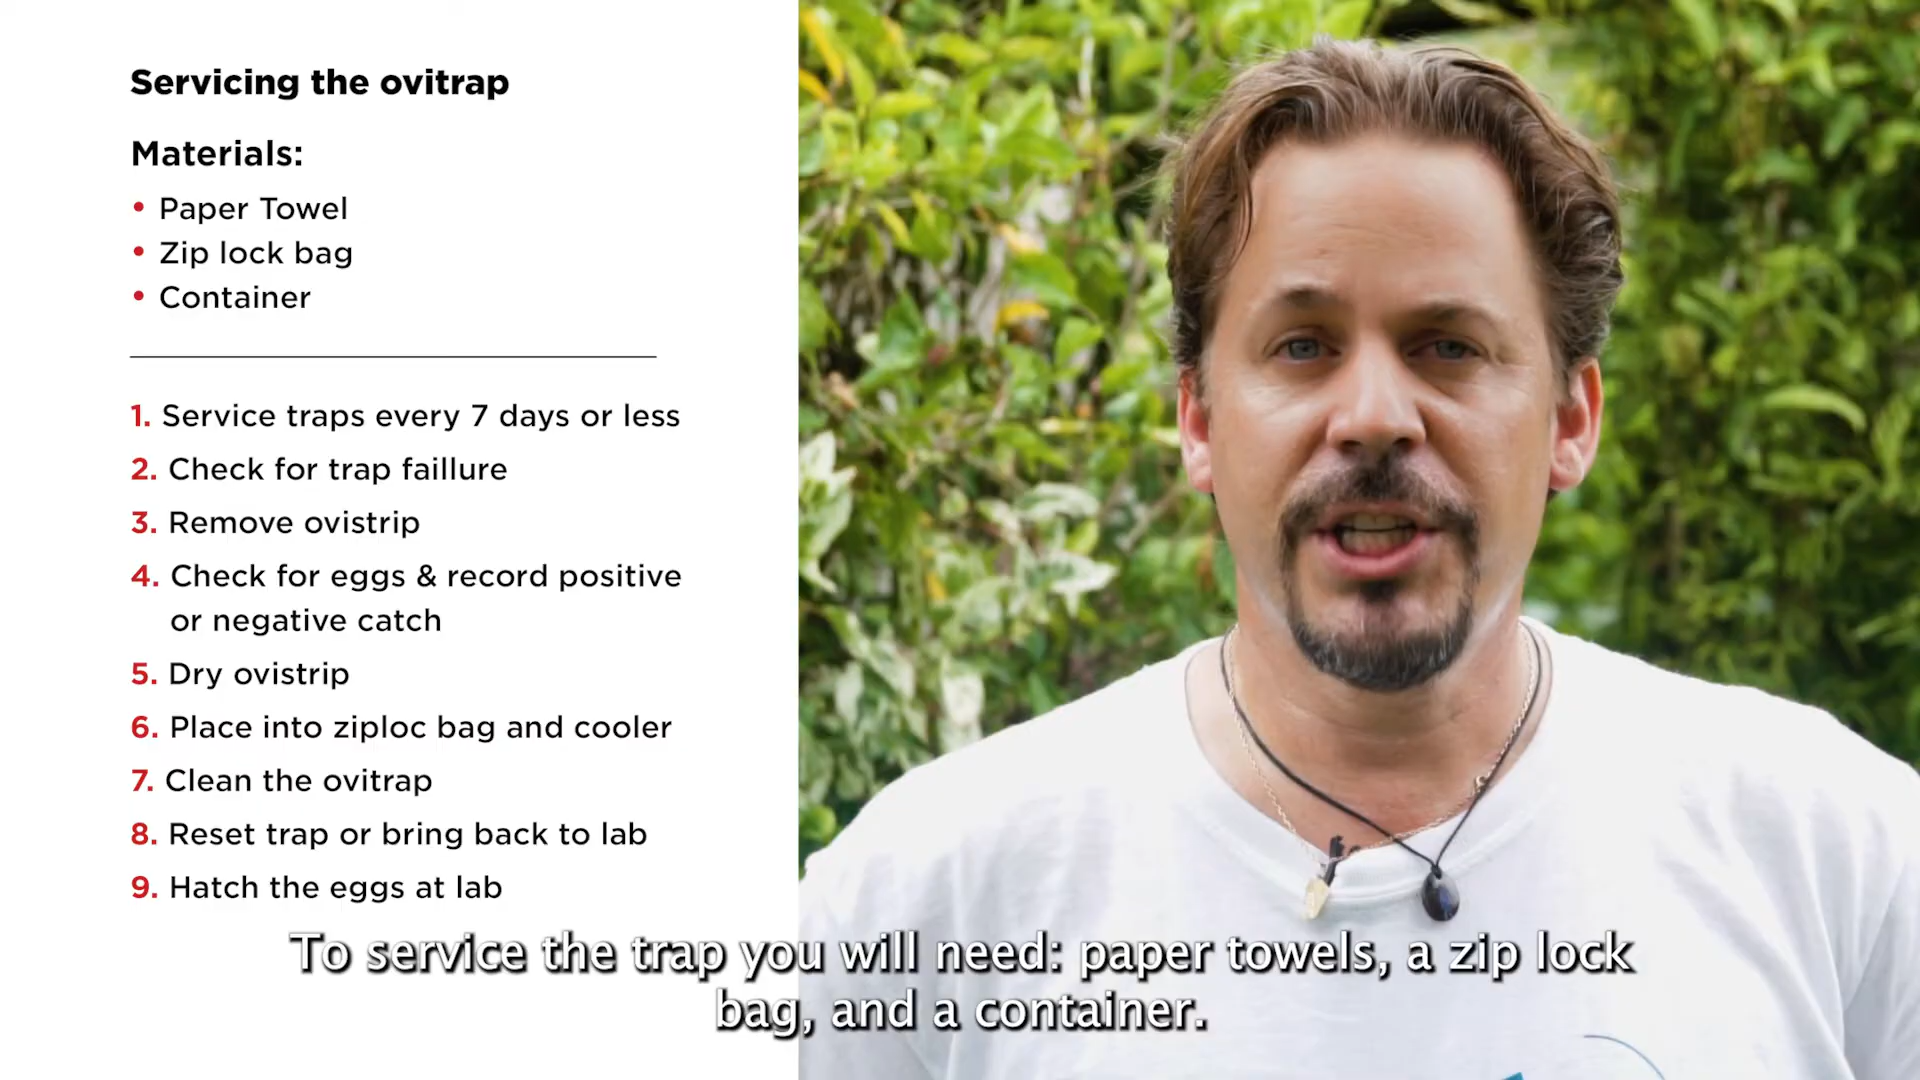 Servicing the ovitrap
Materials:
• Paper Towel
• Zip lock bag
• Container
1. Service traps every 7 days or less
2. Check for trap faillure
3. Remove ovistrip
4. Check for eggs & record positive
or negative catch
5. Dry ovistrip
6. Place into ziploc bag and cooler
7. Clean the ovitrap
8. Reset trap or bring back to lab
9. Hatch the eggs at lab
To service the trap you will need: paper towels, a zip lock
bag, and a container.